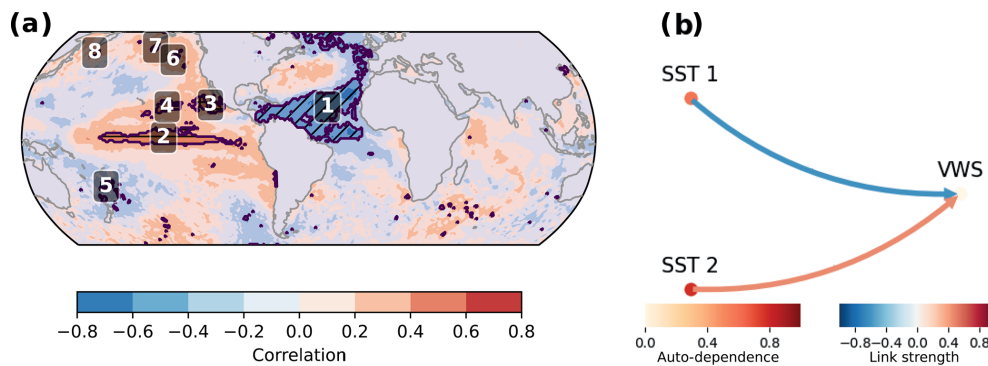 (a)
8 7 6
4 3 1
2
5
−0.8 −0.6 −0.4 −0.2 0.0 0.2 0.4 0.6 0.8
Correlation
(b)
SST 1
VWS
SST 2
0.0 0.4 0.8
Auto-dependence
−0.8 −0.4 0.0 0.4 0.8
Link strength